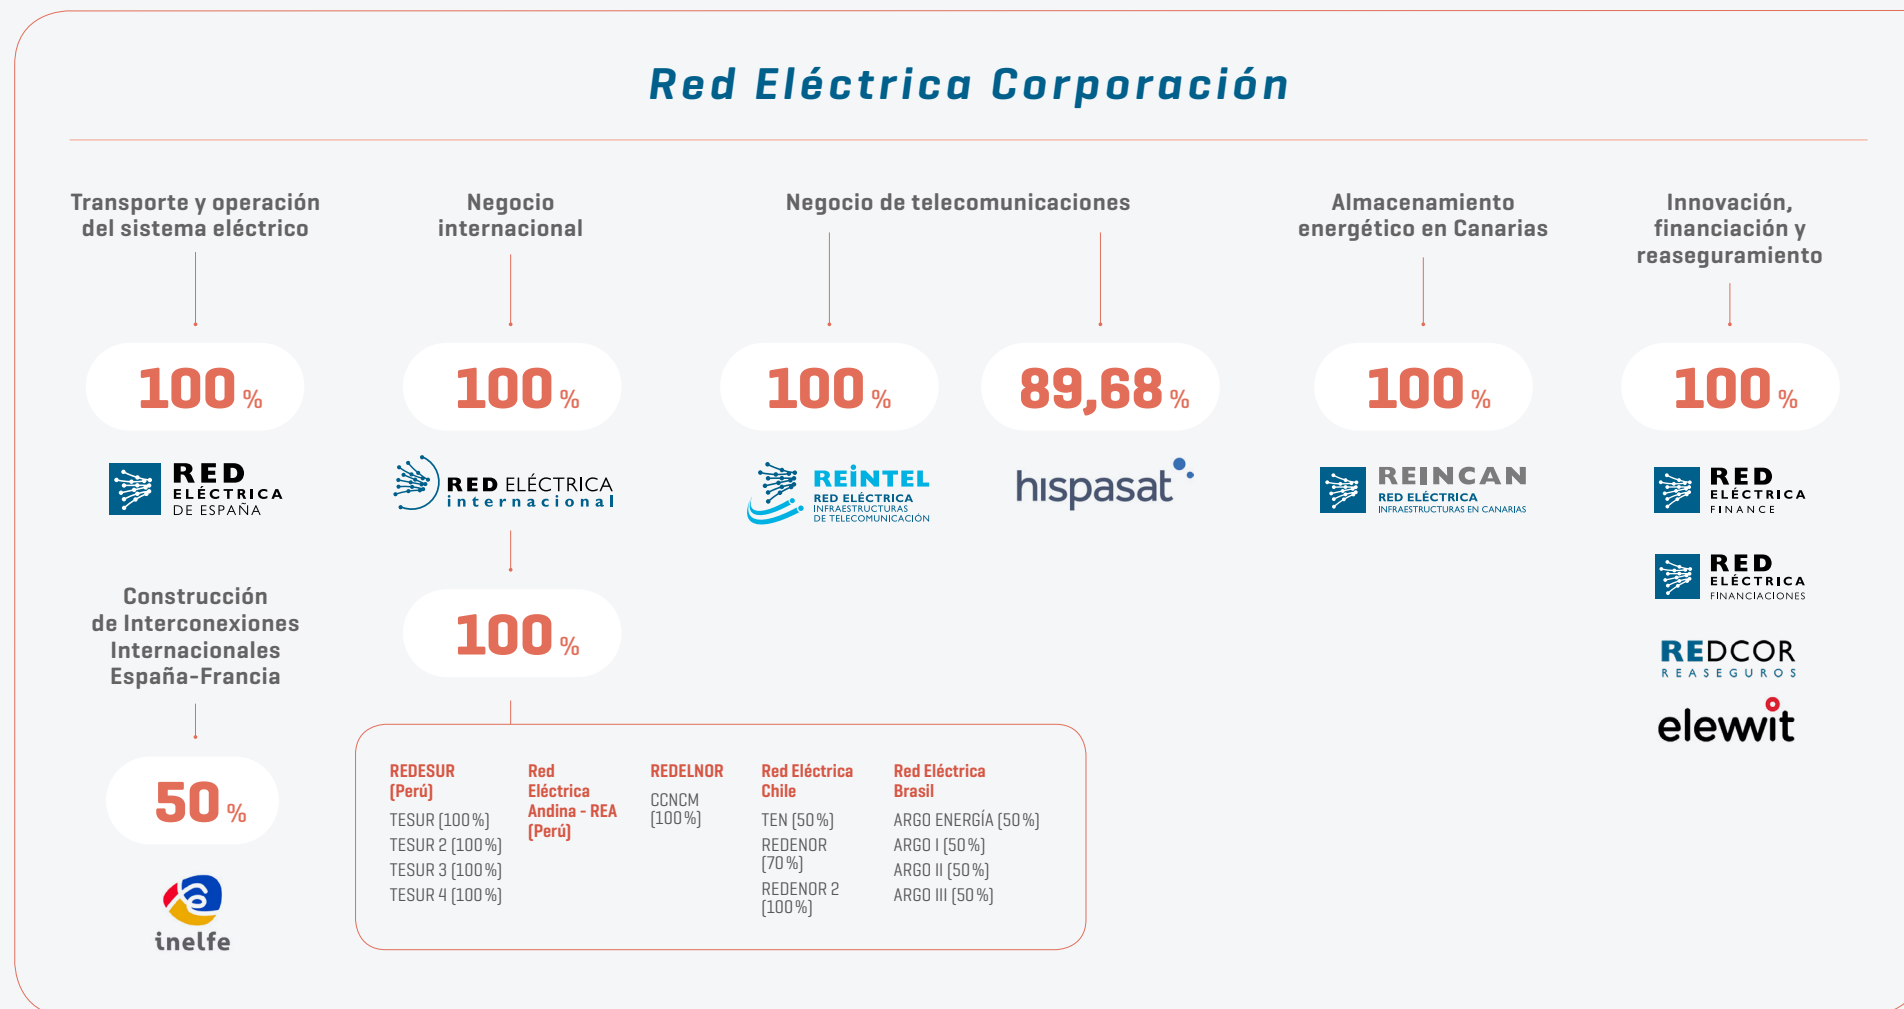 Red Eléctrica Corporación
Transporte y operación
del sistema eléctrico
100 %
RED
ELÉCTRICA
DE ESPAÑA
Construcción
de Interconexiones
Internacionales
España-Francia
50 %
inelfe
Negocio
internacional
100 %
RED ELÉCTRICA
internacional
100 %
REDESUR
(Perú)
TESUR (100%)
TESUR 2 (100%)
TESUR 3 (100%)
TESUR 4 (100%)
Red
Eléctrica
Andina - REA
(Perú)
REDELNOR
CCNCM
(100%)
Red Eléctrica
Chile
TEN (50%)
REDENOR
(70%)
REDENOR 2
(100%)
Red Eléctrica
Brasil
ARGO ENERGÍA (50%)
ARGO I (50%)
ARGO II (50%)
ARGO III (50%)
Negocio de telecomunicaciones
100 %
REINTEL
RED ELÉCTRICA
INFRAESTRUCTURAS
DE TELECOMUNICACIÓN
89,68 %
hispasat
Almacenamiento
energético en Canarias
100 %
REINCAN
RED ELÉCTRICA
INFRAESTRUCTURAS EN CANARIAS
Innovación,
financiación y
reaseguramiento
100 %
RED
ELÉCTRICA
FINANCE
RED
ELÉCTRICA
FINANCIACIONES
REDCOR
REASEGUROS
elewit